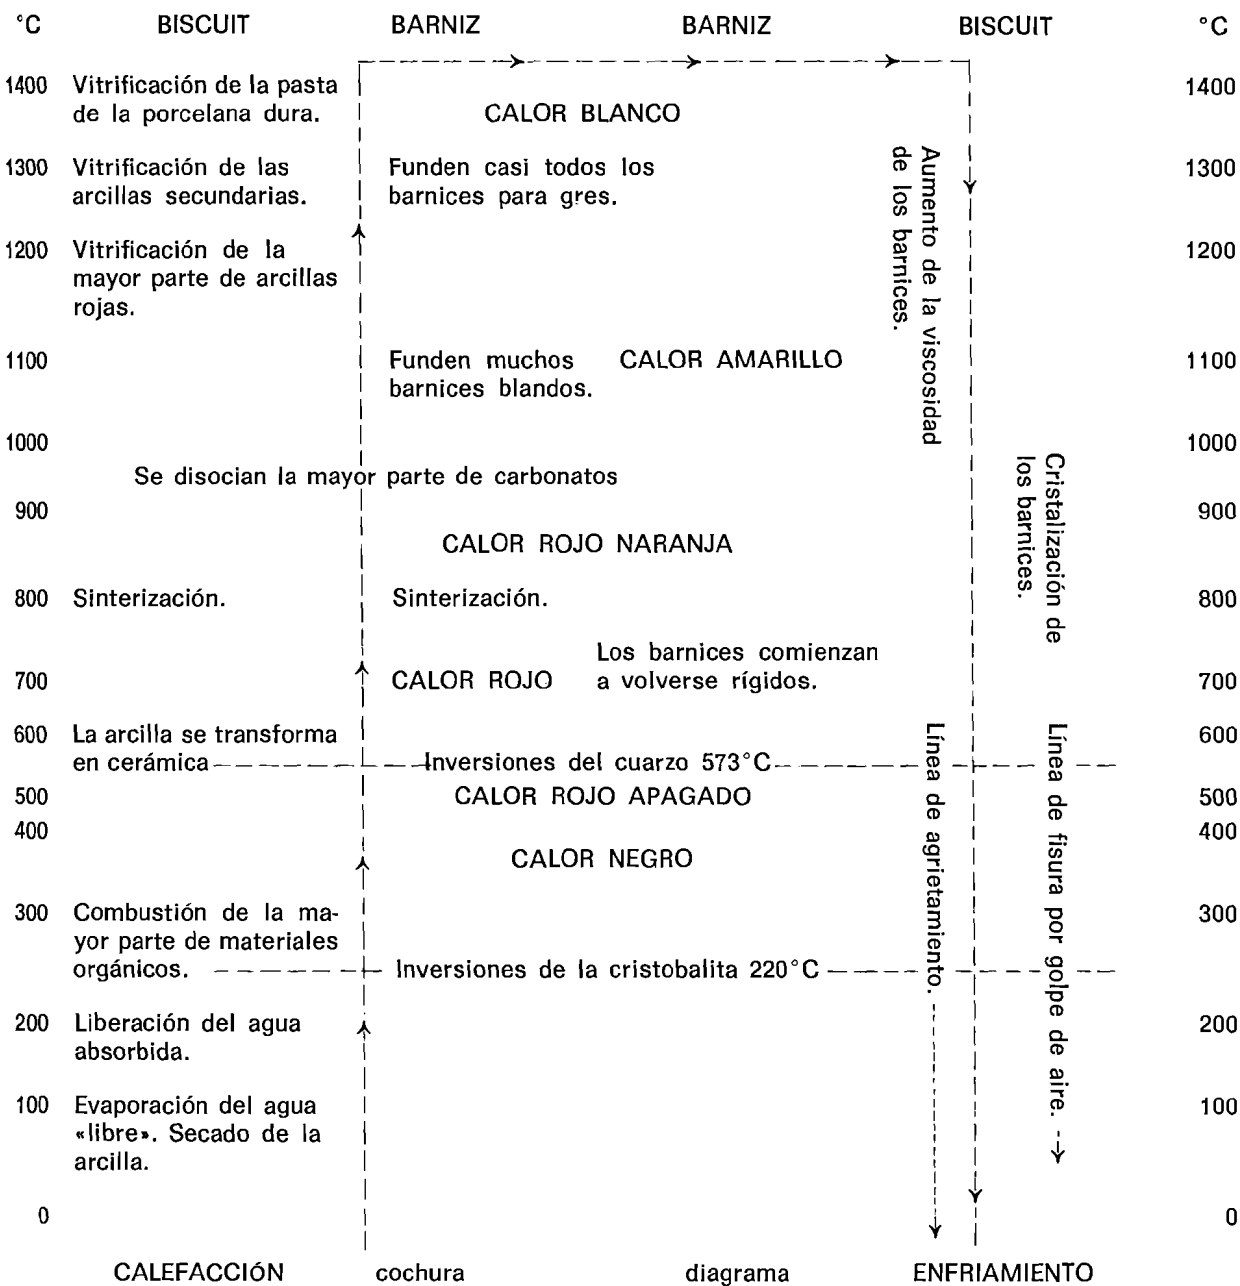 °C BISCUIT BARNIZ BARNIZ BISCUIT °C
1400 Vitrificación de la pasta 1400
de la porcelana dura.
CALOR BLANCO
1300 Vitrificación de las Funden casi todos los 1300
arcillas secundarias. barnices para gres.
Aumento de la viscosidad
de los barnices.
1200 Vitrificación de la 1200
mayor parte de arcillas
rojas.
1100 Funden muchos CALOR AMARILLO 1100
barnices blandos.
1000 1000
Se disocian la mayor parte de carbonatos
Cristalización de
los barnices.
900 900
CALOR ROJO NARANJA
800 Sinterización. Sinterización. 800
Los barnices comienzan
700 CALOR ROJO a volverse rígidos. 700
600 La arcilla se transforma 600
en cerámica Inversiones del cuarzo 573°C
Línea de agrietamiento.
Línea de fisura por golpe de aire.
500 CALOR ROJO APAGADO 500
400 400
CALOR NEGRO
300 Combustión de la ma- 300
yor parte de materiales
orgánicos. Inversiones de la cristobalita 220°C
200 Liberación del agua 200
absorbida.
100 Evaporación del agua 100
«libre». Secado de la
arcilla.
0 0
CALEFACCIÓN cochura diagrama ENFRIAMIENTO